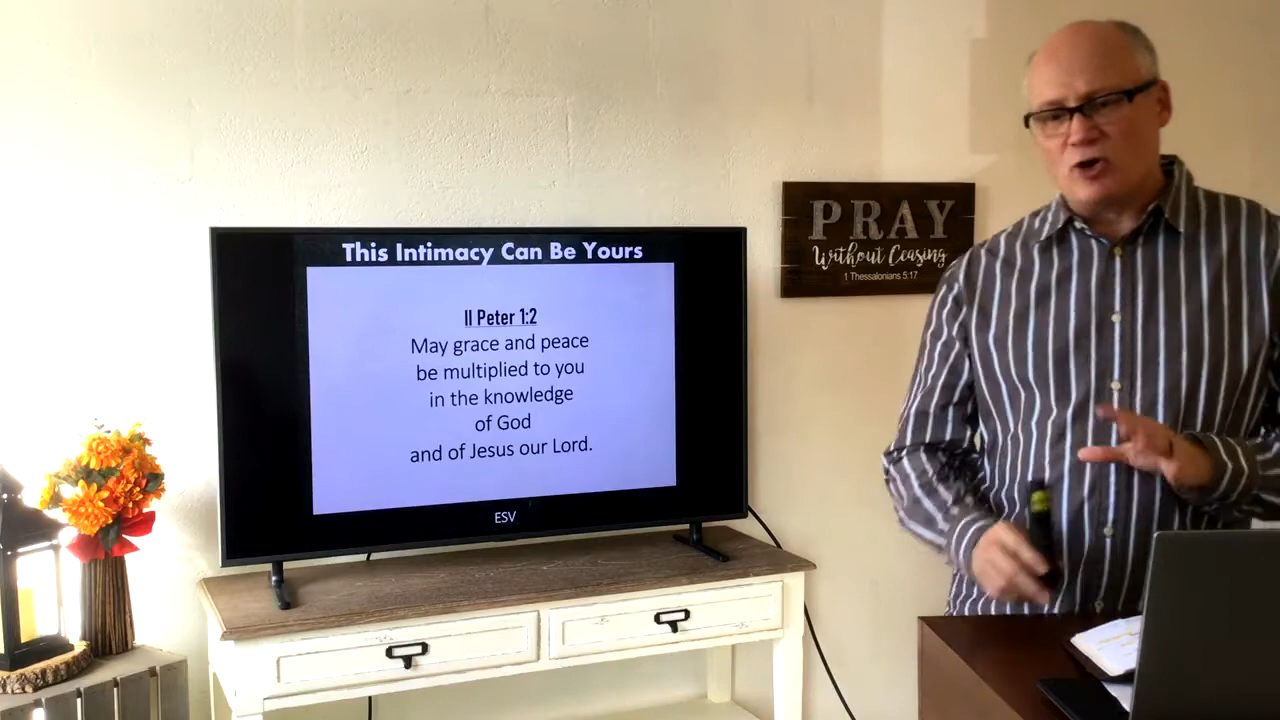 This Intimacy Can Be Yours
II Peter 1:2
May grace and peace
be multiplied to you
in the knowledge
of God
and of Jesus our Lord.
ESV
PRAY
Without Ceasing
1 Thessalonians 5:17